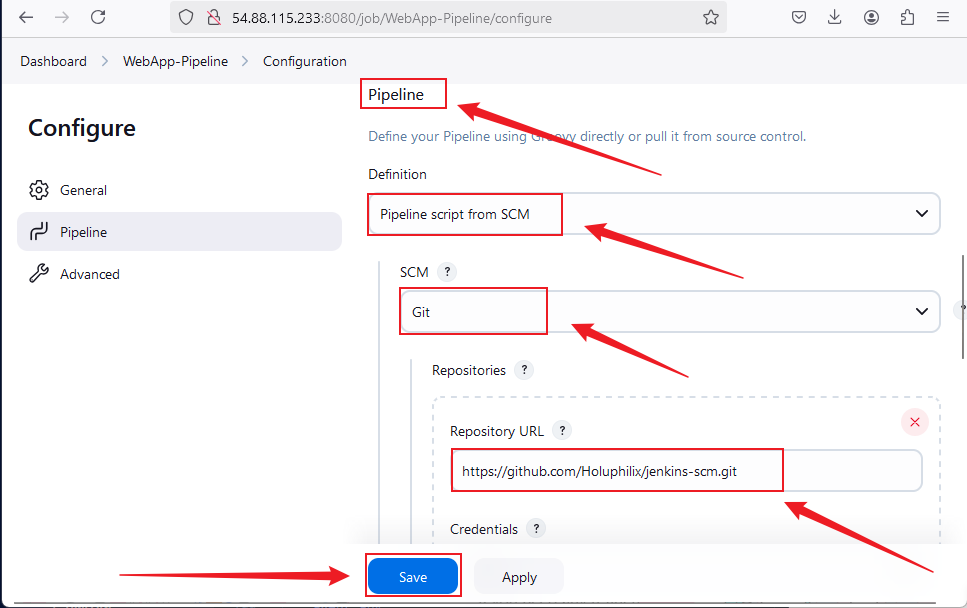 54.88.115.233:8080/job/WebApp-Pipeline/configure
Dashboard > WebApp-Pipeline > Configuration
Configure
General
Pipeline
Advanced
Pipeline
Define your Pipeline using Groovy directly or pull it from source control.
Definition
Pipeline script from SCM
SCM ?
Git
?
Repositories ?
Repository URL ?
https://github.com/Holuphilix/jenkins-scm.git
Credentials ?
Save
Apply